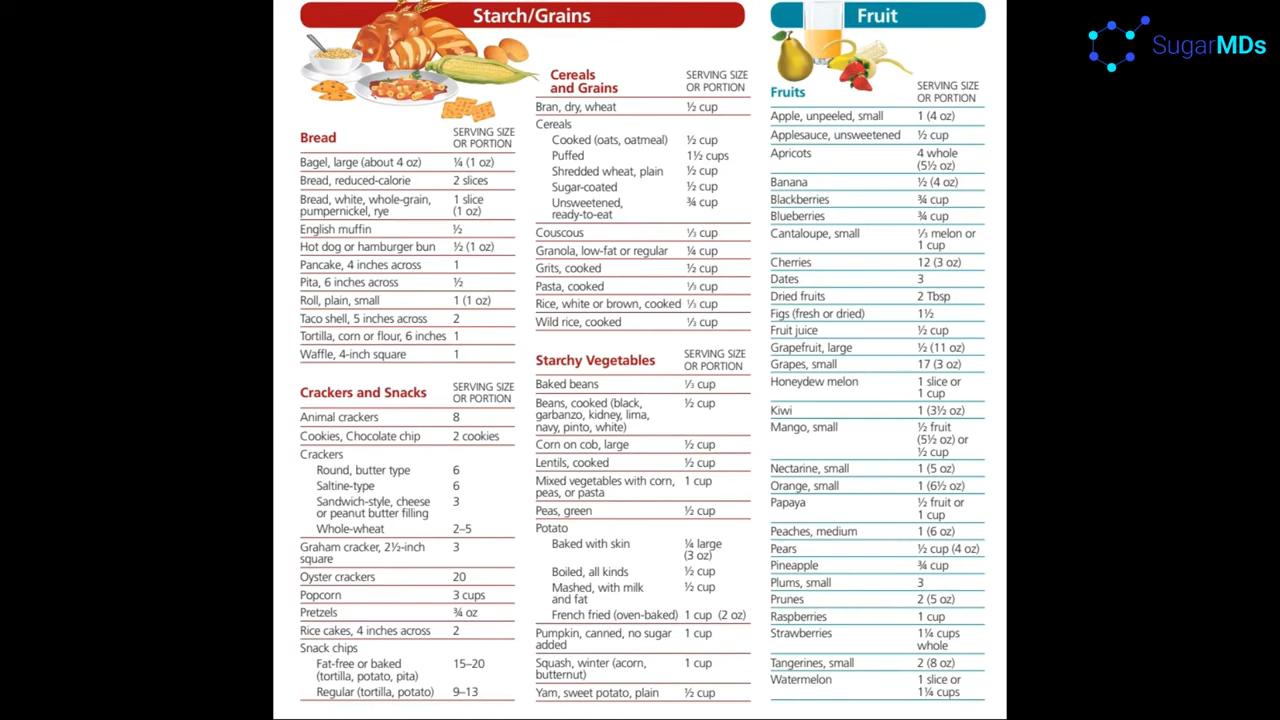 Starch/Grains
Bread SERVING SIZE OR PORTION
Bagel, large (about 4 oz) ¼ (1 oz)
Bread, reduced-calorie 2 slices
Bread, white, whole-grain, 1 slice
pumpernickel, rye (1 oz)
English muffin ½
Hot dog or hamburger bun ½ (1 oz)
Pancake, 4 inches across 1
Pita, 6 inches across ½
Roll, plain, small 1 (1 oz)
Taco shell, 5 inches across 2
Tortilla, corn or flour, 6 inches 1
Waffle, 4-inch square 1
Crackers and Snacks SERVING SIZE OR PORTION
Animal crackers 8
Cookies, Chocolate chip 2 cookies
Crackers
Round, butter type 6
Saltine-type 6
Sandwich-style, cheese 3
or peanut butter filling
Whole-wheat 2–5
Graham cracker, 2½-inch 3
square
Oyster crackers 20
Popcorn 3 cups
Pretzels ¾ oz
Rice cakes, 4 inches across 2
Snack chips
Fat-free or baked 15–20
(tortilla, potato, pita)
Regular (tortilla, potato) 9–13
Cereals SERVING SIZE
and Grains OR PORTION
Bran, dry, wheat ½ cup
Cereals
Cooked (oats, oatmeal) ½ cup
Puffed 1½ cups
Shredded wheat, plain ½ cup
Sugar-coated ½ cup
Unsweetened, ¾ cup
ready-to-eat
Couscous ⅓ cup
Granola, low-fat or regular ¼ cup
Grits, cooked ½ cup
Pasta, cooked ⅓ cup
Rice, white or brown, cooked ⅓ cup
Wild rice, cooked ⅓ cup
Starchy Vegetables SERVING SIZE OR PORTION
Baked beans ⅓ cup
Beans, cooked (black, ½ cup
garbanzo, kidney, lima,
navy, pinto, white)
Corn on cob, large ½ cup
Lentils, cooked ½ cup
Mixed vegetables with corn, 1 cup
peas, or pasta
Peas, green ½ cup
Potato
Baked with skin ¼ large
(3 oz)
Boiled, all kinds ½ cup
Mashed, with milk ½ cup
and fat
French fried (oven-baked) 1 cup (2 oz)
Pumpkin, canned, no sugar 1 cup
added
Squash, winter (acorn, 1 cup
butternut)
Yam, sweet potato, plain ½ cup
Fruit
Fruits SERVING SIZE OR PORTION
Apple, unpeeled, small 1 (4 oz)
Applesauce, unsweetened ½ cup
Apricots 4 whole
(5½ oz)
Banana ½ (4 oz)
Blackberries ¾ cup
Blueberries ¾ cup
Cantaloupe, small ⅓ melon or
1 cup
Cherries 12 (3 oz)
Dates 3
Dried fruits 2 Tbsp
Figs (fresh or dried) 1½
Fruit juice ½ cup
Grapefruit, large ½ (11 oz)
Grapes, small 17 (3 oz)
Honeydew melon 1 slice or
1 cup
Kiwi 1 (3½ oz)
Mango, small ½ fruit
(5½ oz) or
½ cup
Nectarine, small 1 (5 oz)
Orange, small 1 (6½ oz)
Papaya ½ fruit or
1 cup
Peaches, medium 1 (6 oz)
Pears ½ cup (4 oz)
Pineapple ¾ cup
Plums, small 3
Prunes 2 (5 oz)
Raspberries 1 cup
Strawberries 1¼ cups
whole
Tangerines, small 2 (8 oz)
Watermelon 1 slice or
1¼ cups
SugarMDs